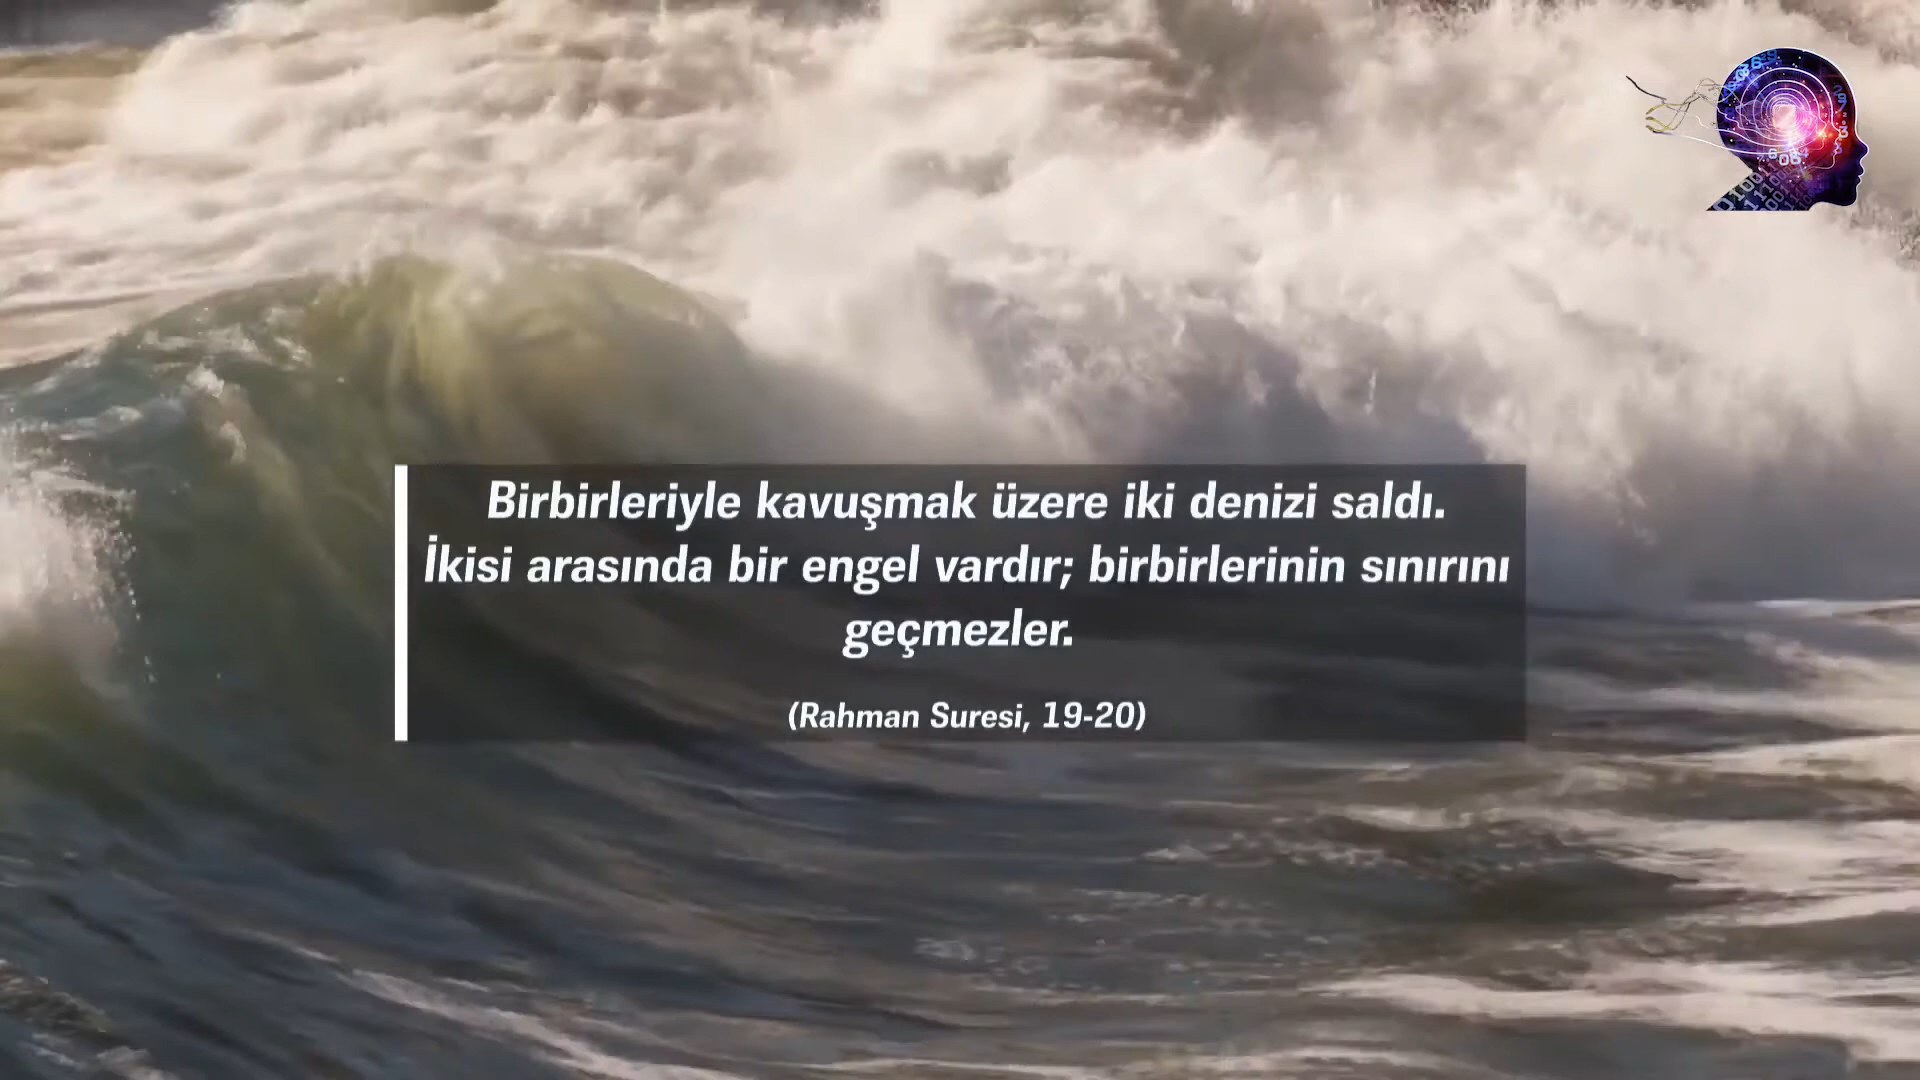 Birbirleriyle kavuşmak üzere iki denizi saldı.
İkisi arasında bir engel vardır; birbirlerinin sınırını
geçmezler.
(Rahman Suresi, 19-20)